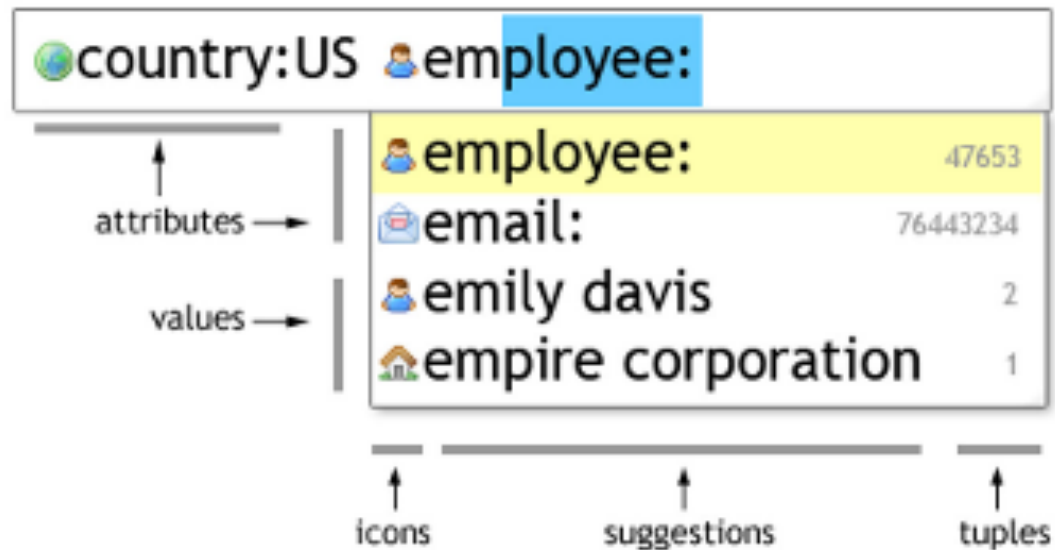 country:US employee:
employee: 47653
email: 76443234
emily davis 2
empire corporation 1
attributes
values
icons suggestions tuples